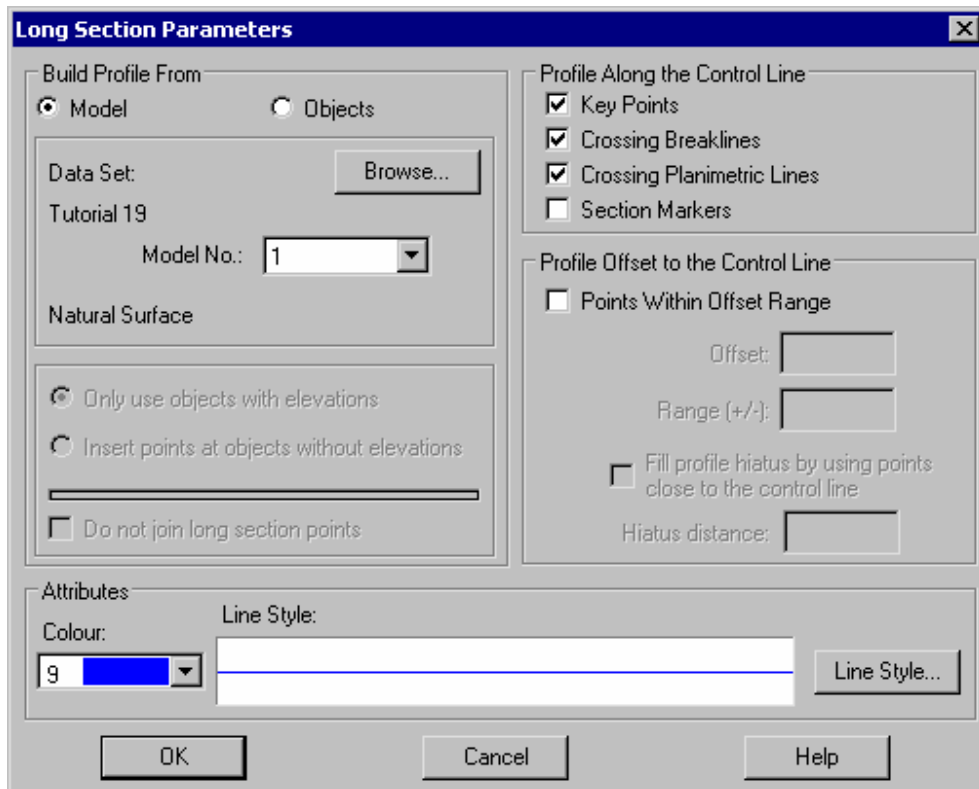 Long Section Parameters
Build Profile From
Model
Objects
Data Set:
Browse...
Tutorial 19
Model No.:
1
Natural Surface
Only use objects with elevations
Insert points at objects without elevations
Do not join long section points
Profile Along the Control Line
Key Points
Crossing Breaklines
Crossing Planimetric Lines
Section Markers
Profile Offset to the Control Line
Points Within Offset Range
Offset:
Range (+/-):
Fill profile hiatus by using points
close to the control line
Hiatus distance:
Attributes
Colour:
9
Line Style:
Line Style...
OK
Cancel
Help